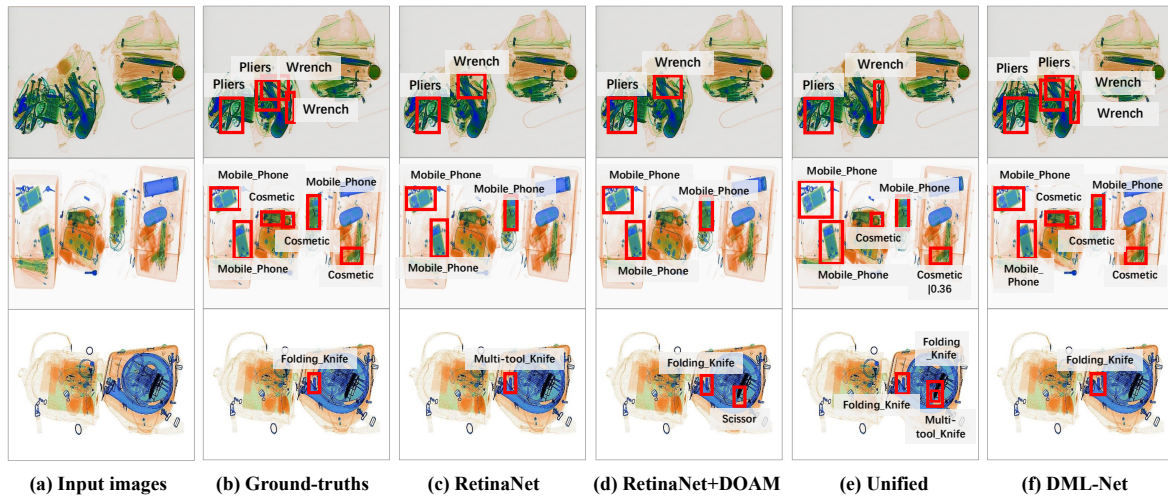 Pliers
Wrench
Pliers
Wrench
Wrench
Pliers
Wrench
Pliers
Wrench
Pliers
Pliers
Pliers
Wrench
Wrench
Mobile_Phone
Mobile_Phone
Cosmetic
Cosmetic
Mobile_Phone
Cosmetic
Mobile_Phone
Mobile_Phone
Mobile_Phone
Mobile_Phone
Mobile_Phone
Mobile_Phone
Mobile_Phone
Mobile_Phone
Cosmetic
Mobile_Phone
Cosmetic
|0.36
Mobile_Phone
Mobile_Phone
Cosmetic
Cosmetic
Mobile_
Phone
Cosmetic
Folding_Knife
Multi-tool_Knife
Folding_Knife
Scissor
Folding
_Knife
Folding_Knife
Multi-
tool_Knife
Folding_Knife
(a) Input images
(b) Ground-truths
(c) RetinaNet
(d) RetinaNet+DOAM
(e) Unified
(f) DML-Net